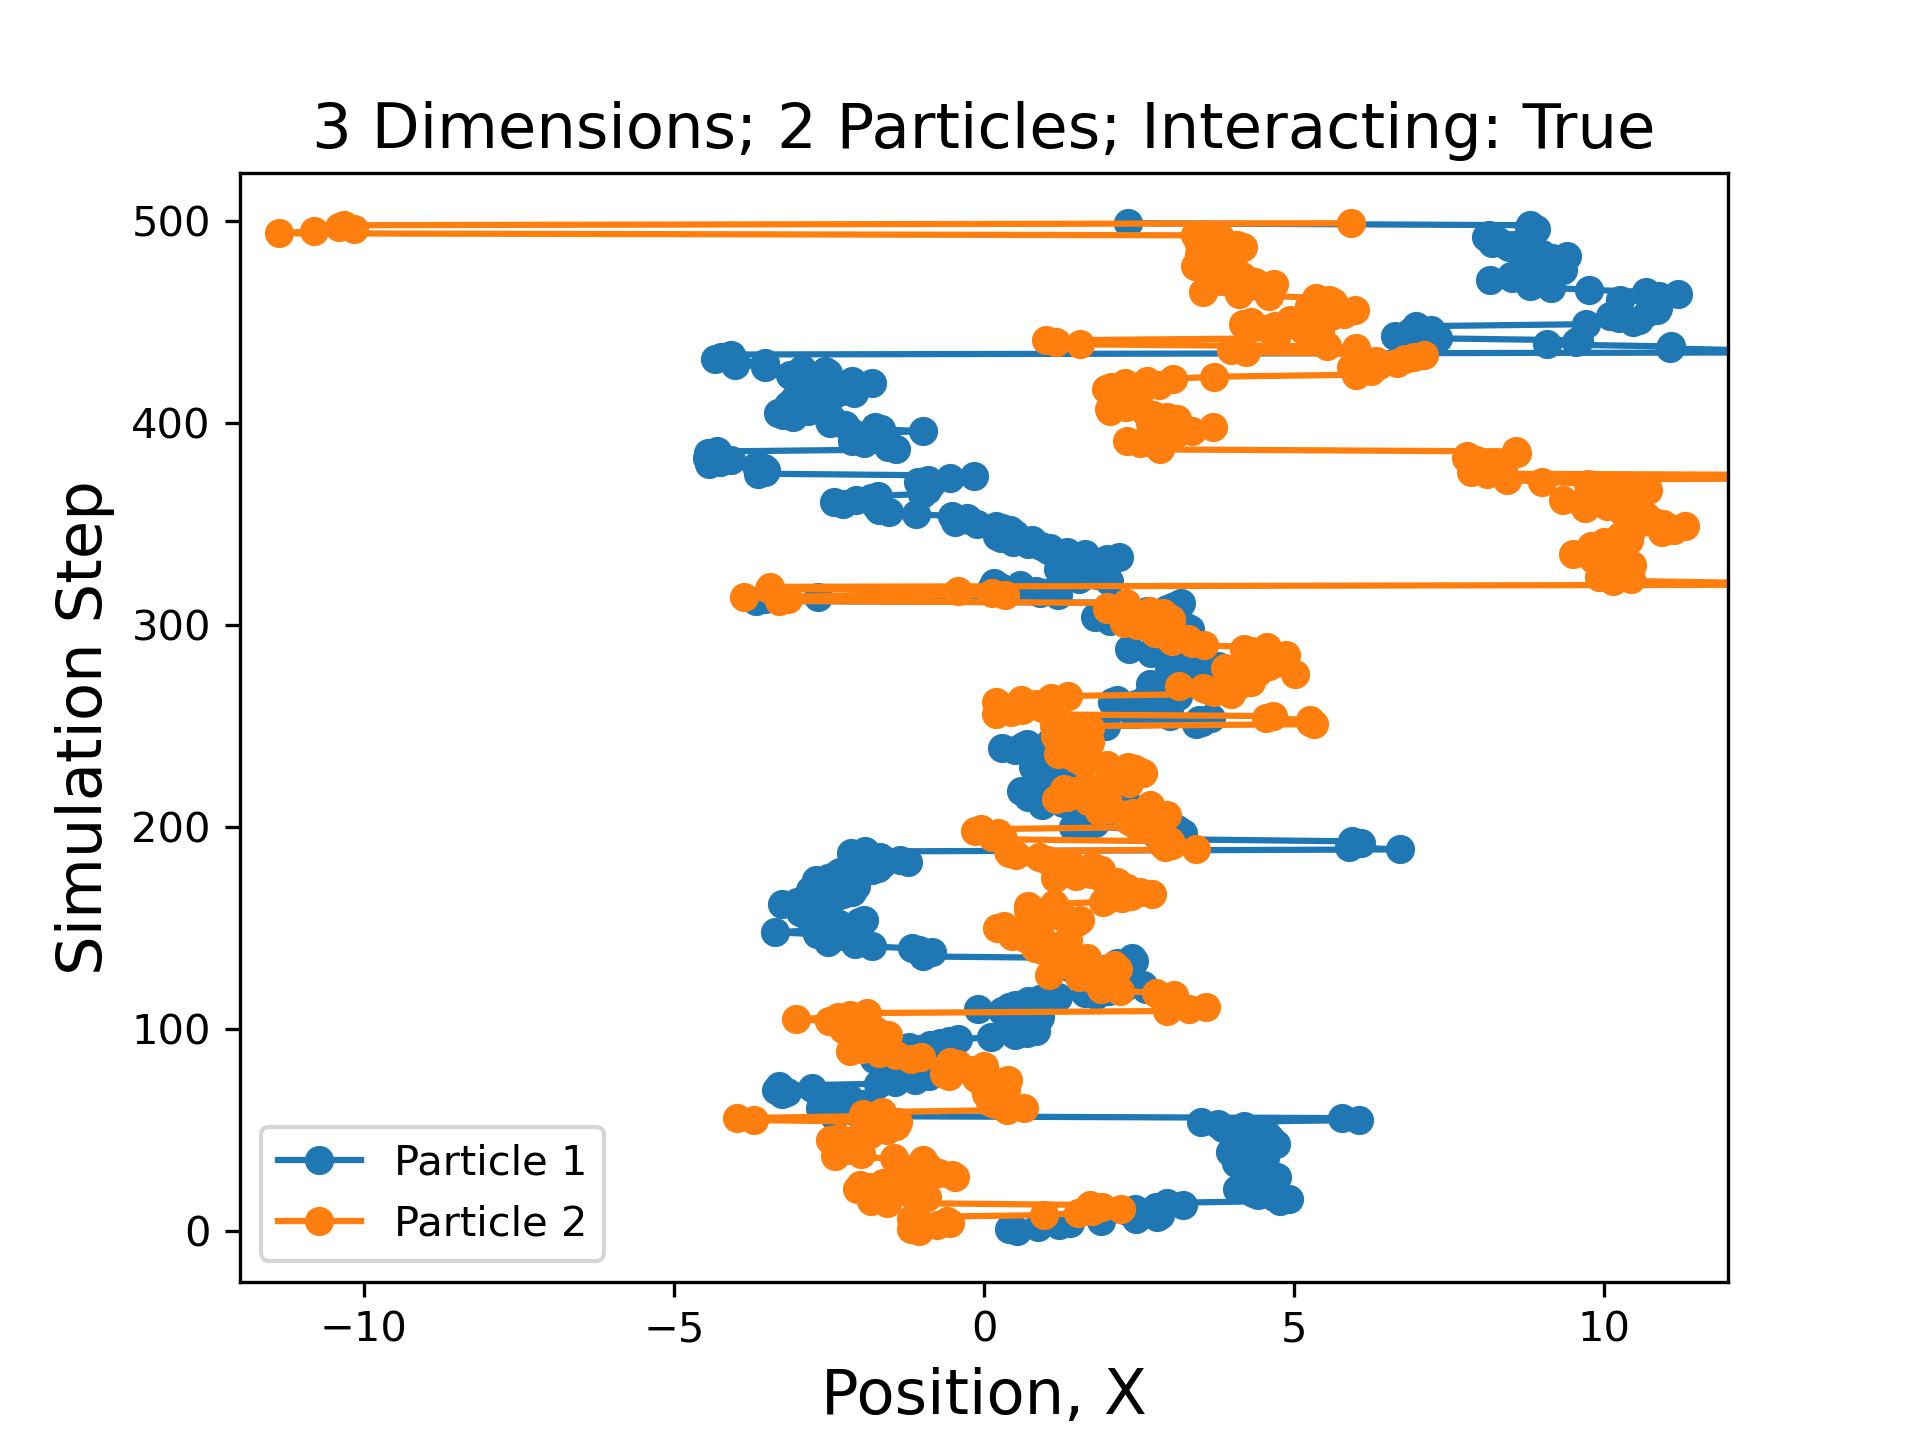 3 Dimensions; 2 Particles; Interacting: True
500
400
300
200
100
0
Simulation Step
Particle 1
Particle 2
−10
−5
0
5
10
Position, X